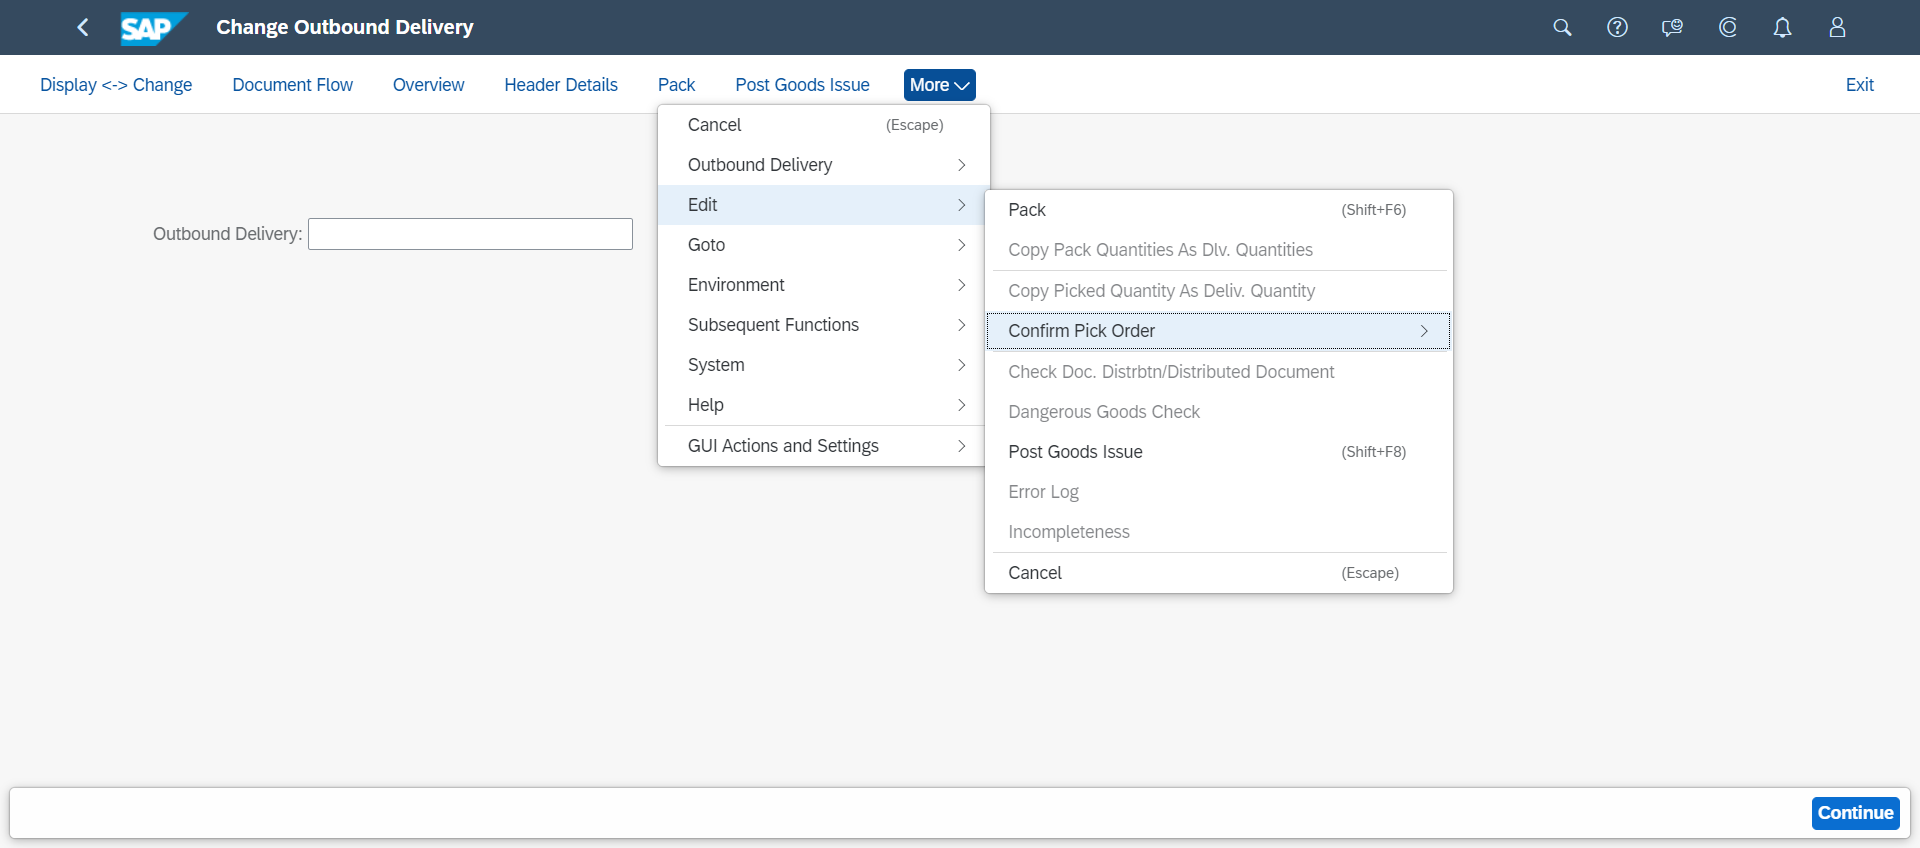 SAP Change Outbound Delivery
Display <-> Change Document Flow Overview Header Details Pack Post Goods Issue More Exit
Outbound Delivery:
Cancel (Escape)
Outbound Delivery
Edit
Goto
Environment
Subsequent Functions
System
Help
GUI Actions and Settings
Pack (Shift+F6)
Copy Pack Quantities As Dlv. Quantities
Copy Picked Quantity As Deliv. Quantity
Confirm Pick Order
Check Doc. Distrbtn/Distributed Document
Dangerous Goods Check
Post Goods Issue (Shift+F8)
Error Log
Incompleteness
Cancel (Escape)
Continue